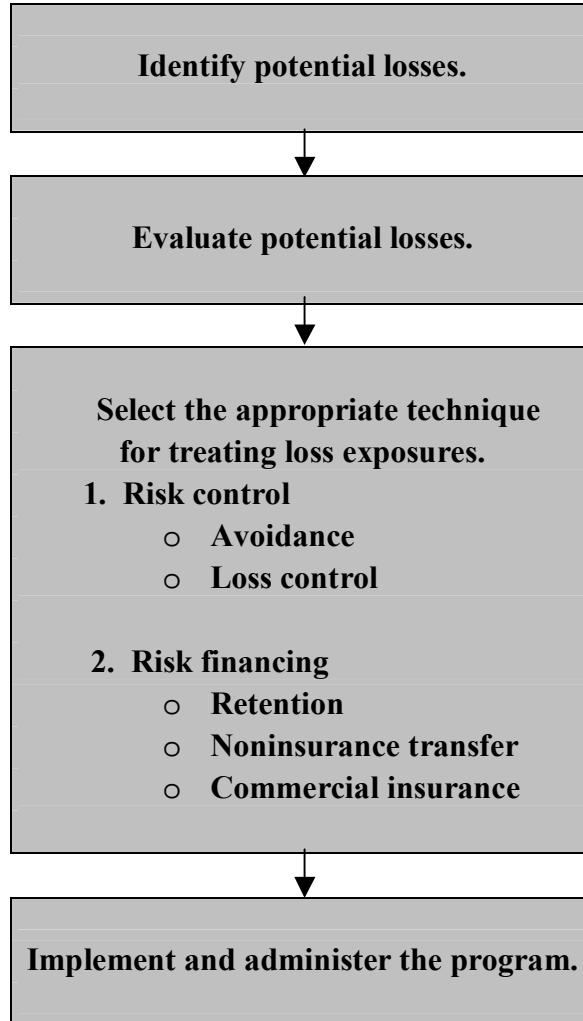 Identify potential losses.
Evaluate potential losses.
Select the appropriate technique
for treating loss exposures.
1. Risk control
o Avoidance
o Loss control
2. Risk financing
o Retention
o Noninsurance transfer
o Commercial insurance
Implement and administer the program.